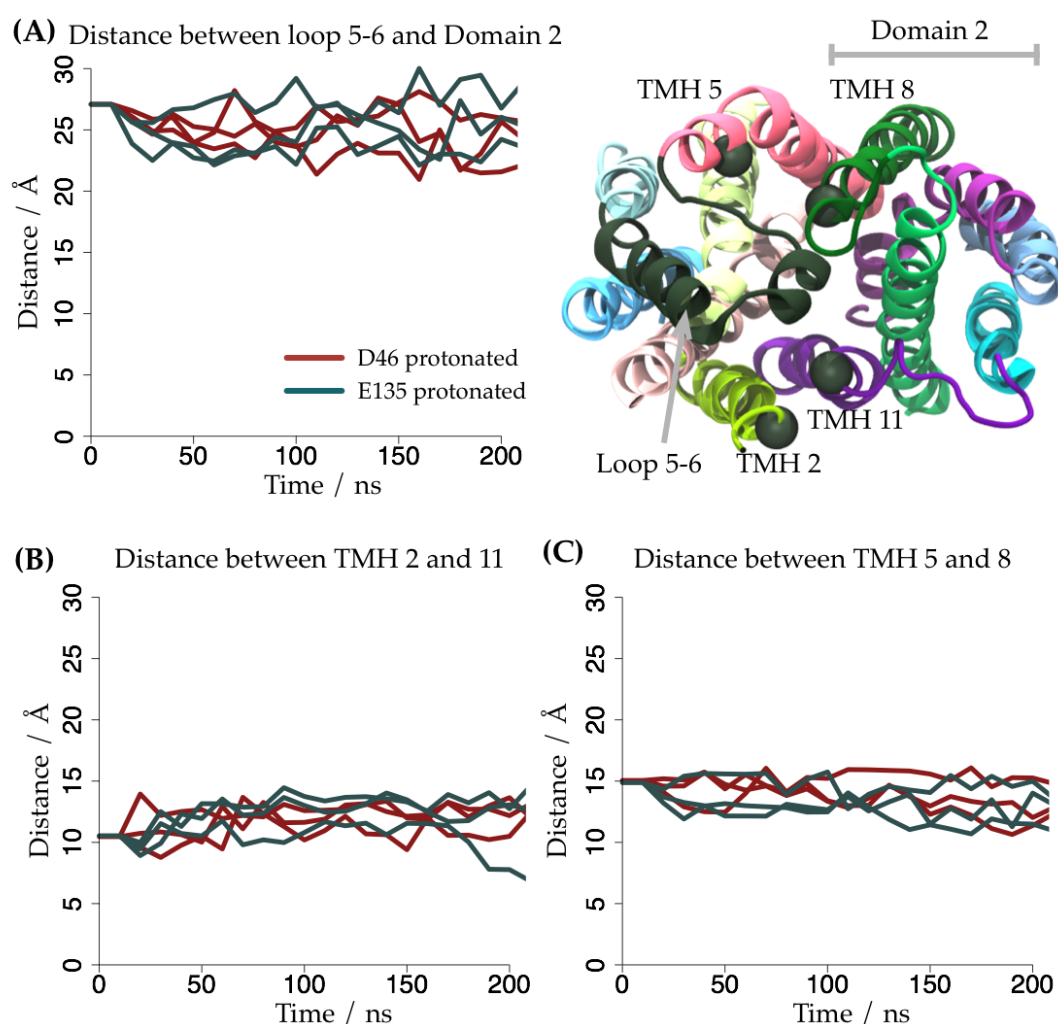 (A) Distance between loop 5-6 and Domain 2
Distance / Å
30
25
20
15
10
5
0
D46 protonated
E135 protonated
0 50 100 150 200
Time / ns
Domain 2
TMH 5
TMH 8
TMH 11
Loop 5-6
TMH 2
(B) Distance between TMH 2 and 11
Distance / Å
30
25
20
15
10
5
0
0 50 100 150 200
Time / ns
(C) Distance between TMH 5 and 8
Distance / Å
30
25
20
15
10
5
0
0 50 100 150 200
Time / ns